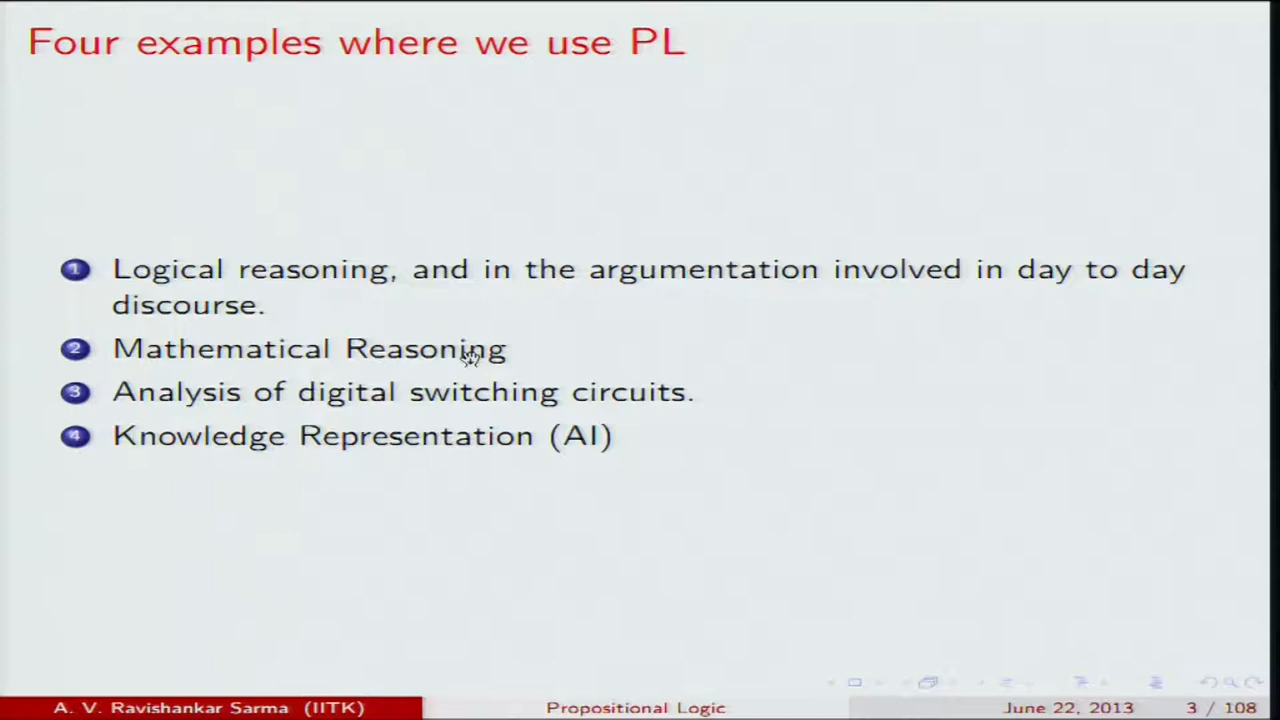 Four examples where we use PL
1 Logical reasoning, and in the argumentation involved in day to day
discourse.
2 Mathematical Reasoning
3 Analysis of digital switching circuits.
4 Knowledge Representation (AI)
A. V. Ravishankar Sarma (IITK) Propositional Logic June 22, 2013 3 / 108